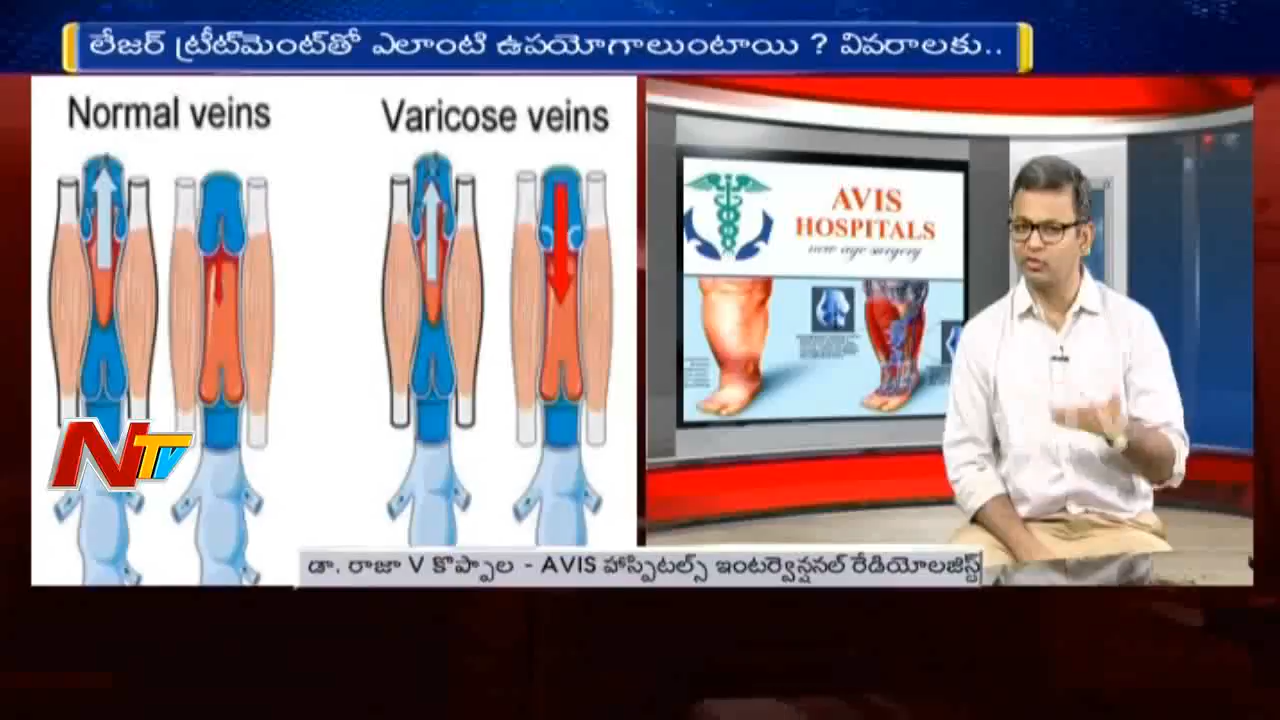 లేజర్ ట్రీట్‌మెంట్‌తో ఎలాంటి ఉపయోగాలుంటాయి ? వివరాలకు..
Normal veins
Varicose veins
AVIS
HOSPITALS
new age surgery
NTV
డా. రాజా V కొప్పాల - AVIS హాస్పిటల్స్ ఇంటర్వెన్షనల్ రేడియోలజిస్ట్